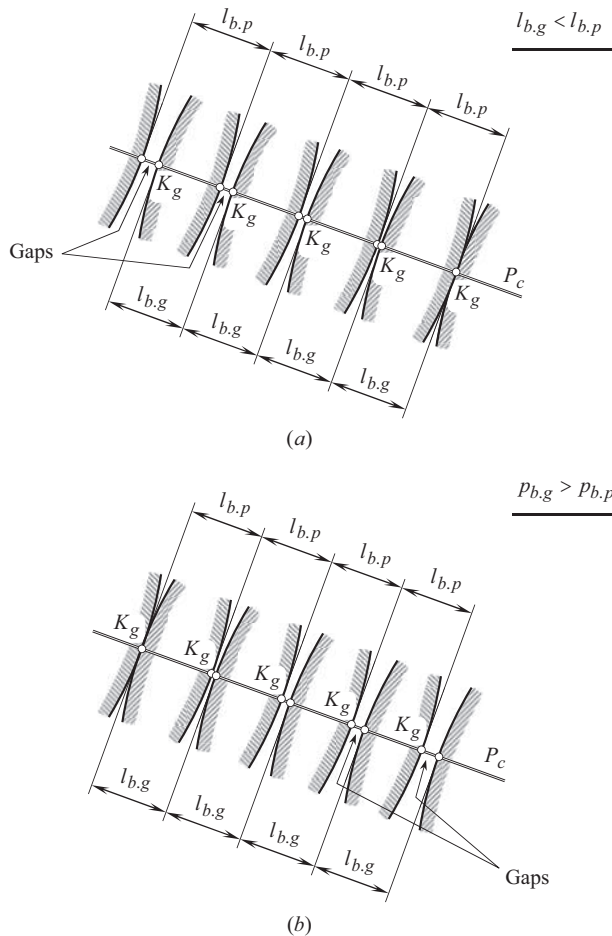 l_{b.p}
l_{b.g} < l_{b.p}
l_{b.p}
l_{b.p}
l_{b.p}
K_g
K_g
K_g
K_g
K_g
P_c
Gaps
l_{b.g}
l_{b.g}
l_{b.g}
l_{b.g}
(a)
p_{b.g} > p_{b.p}
l_{b.p}
l_{b.p}
l_{b.p}
l_{b.p}
K_g
K_g
K_g
K_g
K_g
P_c
l_{b.g}
l_{b.g}
l_{b.g}
l_{b.g}
Gaps
(b)